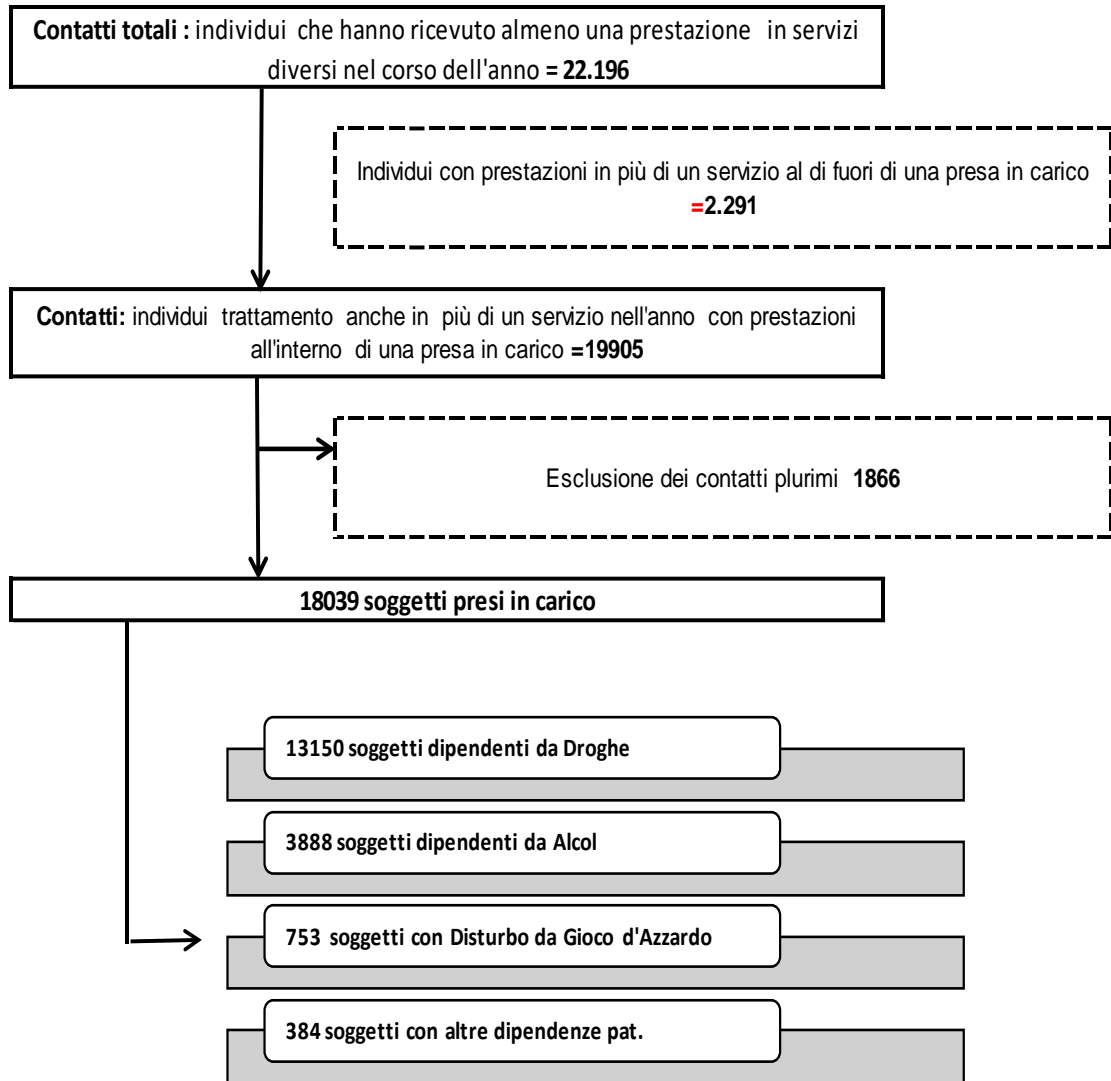 Contatti totali : individui che hanno ricevuto almeno una prestazione in servizi
diversi nel corso dell'anno = 22.196
Individui con prestazioni in più di un servizio al di fuori di una presa in carico
=2.291
Contatti: individui trattamento anche in più di un servizio nell'anno con prestazioni
all'interno di una presa in carico =19905
Esclusione dei contatti plurimi 1866
18039 soggetti presi in carico
13150 soggetti dipendenti da Droghe
3888 soggetti dipendenti da Alcol
753 soggetti con Disturbo da Gioco d'Azzardo
384 soggetti con altre dipendenze pat.